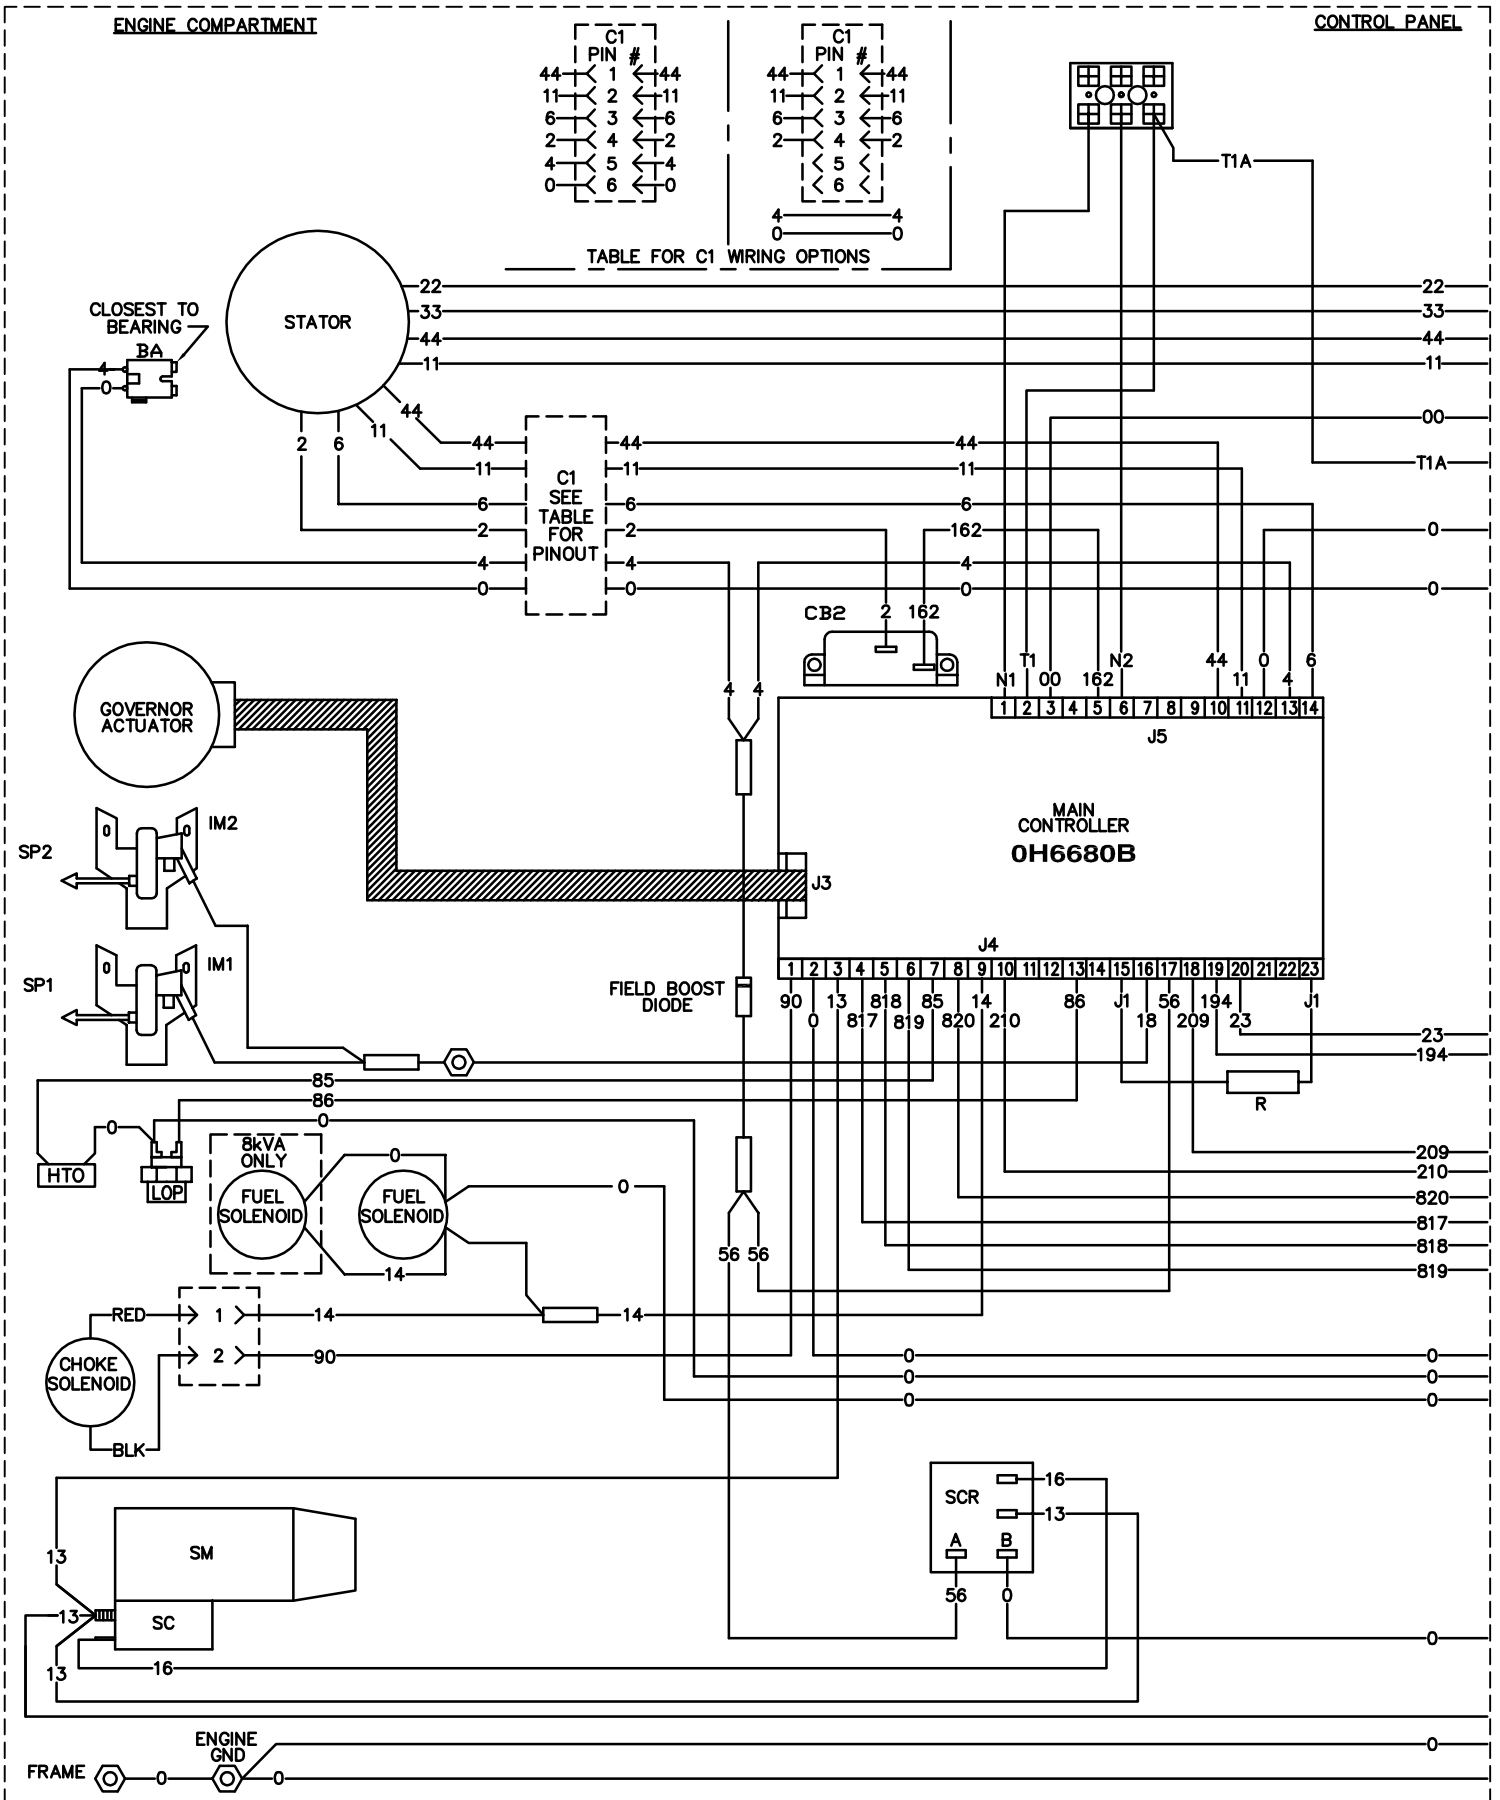 ENGINE COMPARTMENT
CONTROL PANEL
C1
PIN #
44 1 44
11 2 11
6 3 6
2 4 2
4 5 4
0 6 0
C1
PIN #
44 1 44
11 2 11
6 3 6
2 4 2
5
6
4 4
0 0
TABLE FOR C1 WIRING OPTIONS
T1A
STATOR
22 22
33 33
44 44
11 11
CLOSEST TO
BEARING
BA
4
0
44
11
2 6
00
T1A
C1
SEE
TABLE
FOR
PINOUT
44 44 44
11 11 11
6 6 6
2 2 162 0
4 4 4
0 0 0 0
CB2 2 162
N1 T1 00 162 N2 44 11 0 4 6
1 2 3 4 5 6 7 8 9 10 11 12 13 14
J5
4 4
GOVERNOR
ACTUATOR
MAIN
CONTROLLER
0H6680B
J3
J4
IM2
SP2
IM1
SP1
FIELD BOOST
DIODE
1 2 3 4 5 6 7 8 9 10 11 12 13 14 15 16 17 18 19 20 21 22 23
90 13 818 85 14 86 J1 56 194 J1
0 817 819 820 210 18 209 23
23
194
R
85
86
0
0
HTO
LOP
8kVA
ONLY
FUEL
SOLENOID
FUEL
SOLENOID
0
0
14
209
210
820
817
818
819
56 56
RED 1 14 14
2 90
CHOKE
SOLENOID
BLK
0 0
0 0
0 0
SCR
16
13
A B
56 0
0
SM
SC
13
13
13
16
ENGINE
GND
FRAME
0 0
0